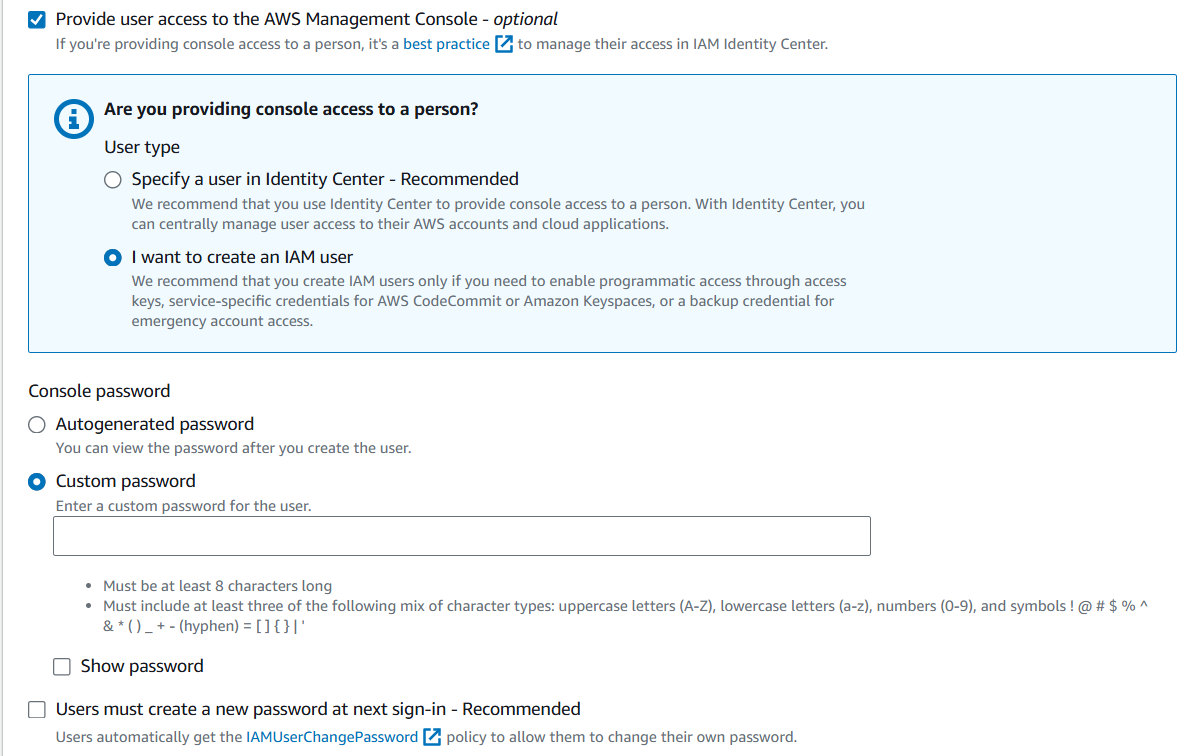 Provide user access to the AWS Management Console - optional
If you're providing console access to a person, it's a best practice to manage their access in IAM Identity Center.
Are you providing console access to a person?
User type
Specify a user in Identity Center - Recommended
We recommend that you use Identity Center to provide console access to a person. With Identity Center, you
can centrally manage user access to their AWS accounts and cloud applications.
I want to create an IAM user
We recommend that you create IAM users only if you need to enable programmatic access through access
keys, service-specific credentials for AWS CodeCommit or Amazon Keyspaces, or a backup credential for
emergency account access.
Console password
Autogenerated password
You can view the password after you create the user.
Custom password
Enter a custom password for the user.
• Must be at least 8 characters long
• Must include at least three of the following mix of character types: uppercase letters (A-Z), lowercase letters (a-z), numbers (0-9), and symbols ! @ # $ % ^
& * ( ) _ + - (hyphen) = [ ] { } | '
Show password
Users must create a new password at next sign-in - Recommended
Users automatically get the IAMUserChangePassword policy to allow them to change their own password.